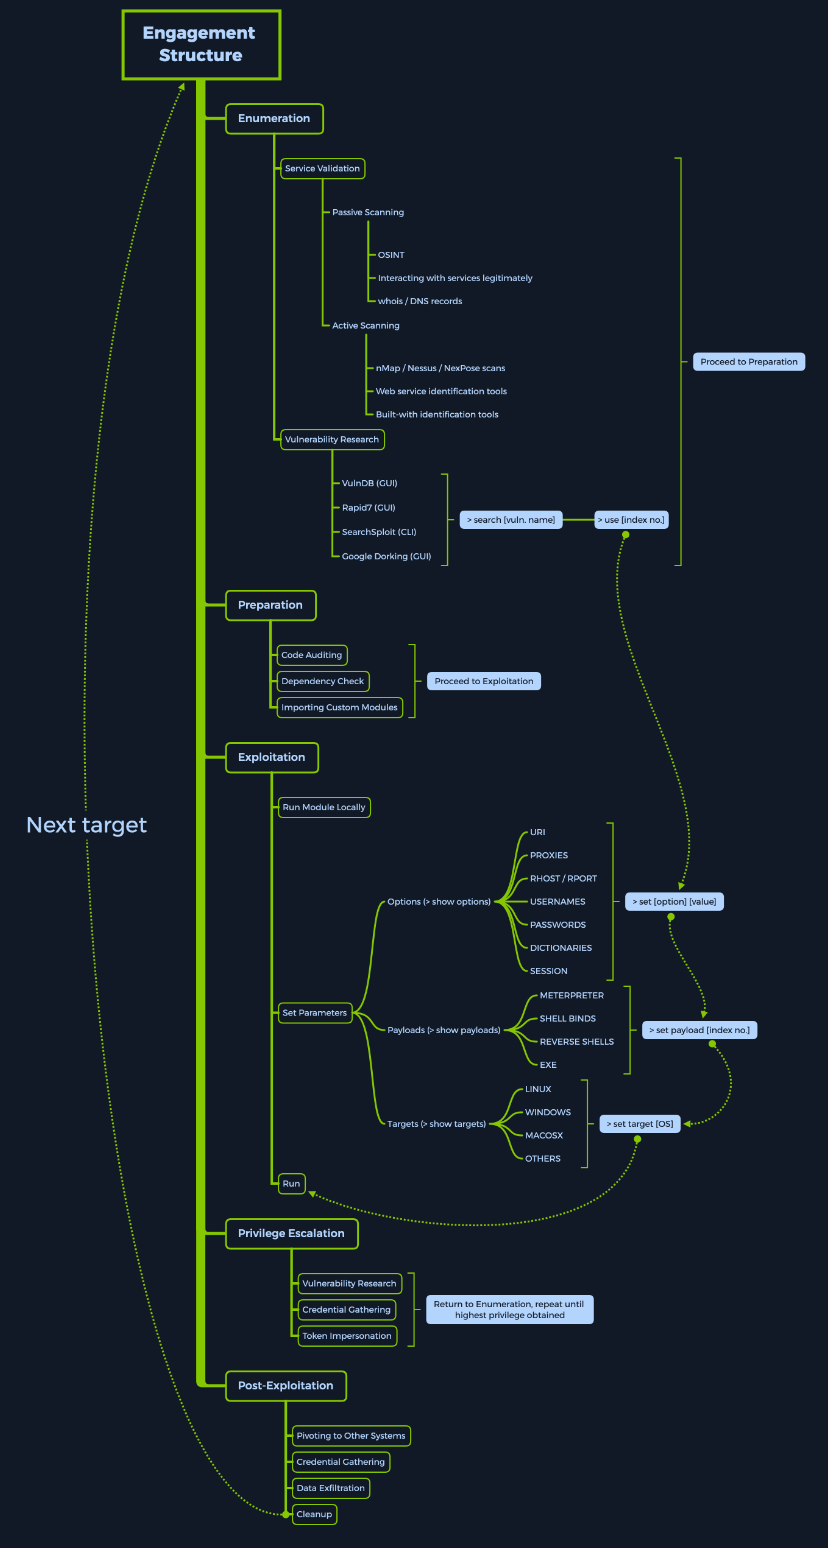 Engagement
Structure
Enumeration
Service Validation
Passive Scanning
OSINT
Interacting with services legitimately
whois / DNS records
Active Scanning
nMap / Nessus / NexPose scans
Web service identification tools
Built-with identification tools
Proceed to Preparation
Vulnerability Research
VulnDB (GUI)
Rapid7 (GUI)
SearchSploit (CLI)
Google Dorking (GUI)
> search [vuln. name]
> use [index no.]
Preparation
Code Auditing
Dependency Check
Importing Custom Modules
Proceed to Exploitation
Exploitation
Run Module Locally
Next target
Set Parameters
Options (> show options)
URI
PROXIES
RHOST / RPORT
USERNAMES
PASSWORDS
DICTIONARIES
SESSION
> set [option] [value]
Payloads (> show payloads)
METERPRETER
SHELL BINDS
REVERSE SHELLS
EXE
> set payload [index no.]
Targets (> show targets)
LINUX
WINDOWS
MACOSX
OTHERS
> set target [OS]
Run
Privilege Escalation
Vulnerability Research
Credential Gathering
Token Impersonation
Return to Enumeration, repeat until
highest privilege obtained
Post-Exploitation
Pivoting to Other Systems
Credential Gathering
Data Exfiltration
Cleanup